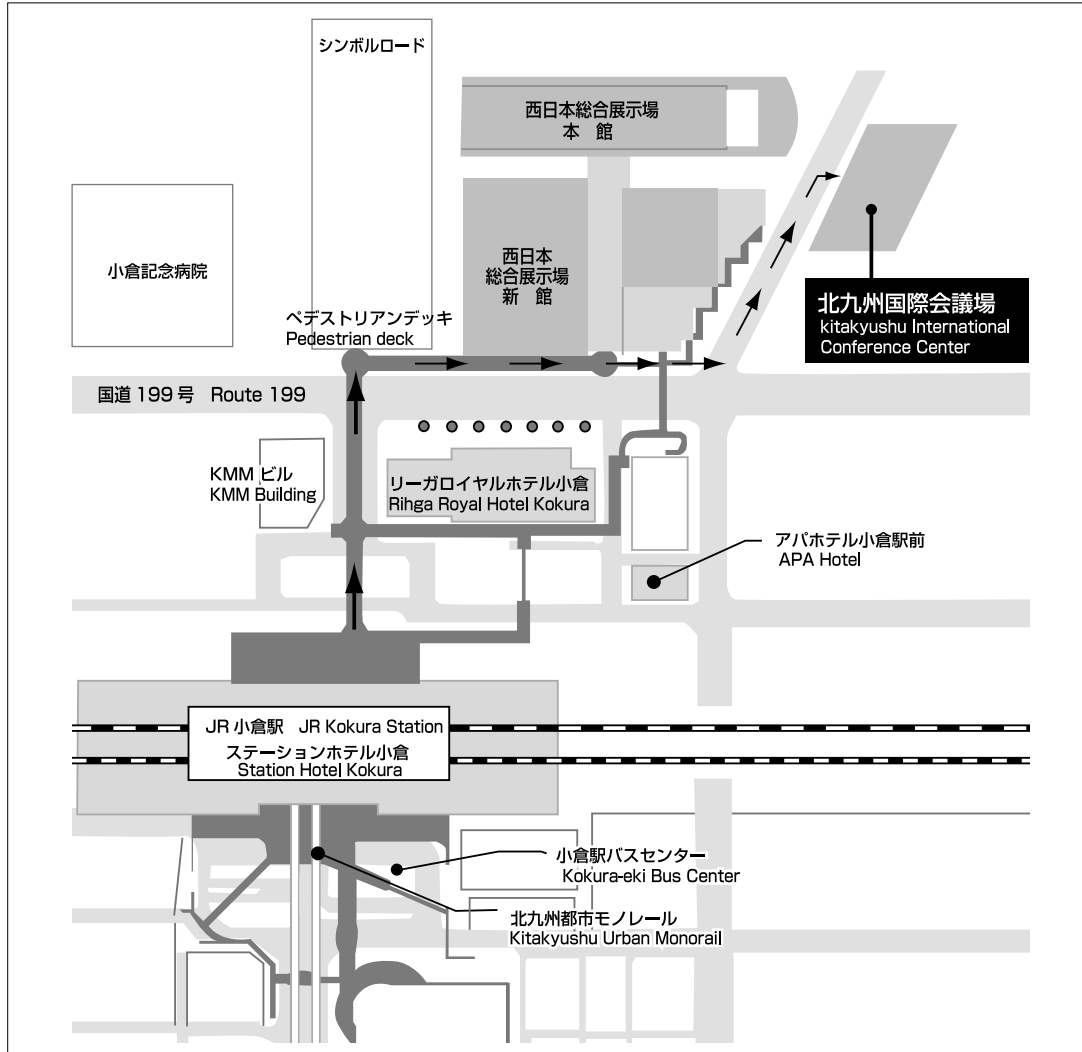 シンボルロード
西日本総合展示場
本　館
小倉記念病院
西日本
総合展示場
新　館
北九州国際会議場
kitakyushu International
Conference Center
ペデストリアンデッキ
Pedestrian deck
国道 199 号　Route 199
KMM ビル
KMM Building
リーガロイヤルホテル小倉
Rihga Royal Hotel Kokura
アパホテル小倉駅前
APA Hotel
JR 小倉駅　JR Kokura Station
ステーションホテル小倉
Station Hotel Kokura
小倉駅バスセンター
Kokura-eki Bus Center
北九州都市モノレール
Kitakyushu Urban Monorail